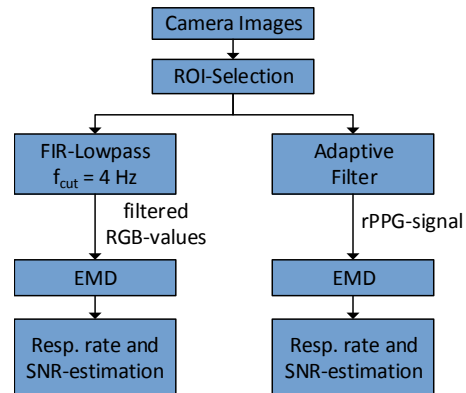 Camera Images
ROI-Selection
FIR-Lowpass
f_cut = 4 Hz
Adaptive
Filter
filtered
RGB-values
rPPG-signal
EMD
EMD
Resp. rate and
SNR-estimation
Resp. rate and
SNR-estimation